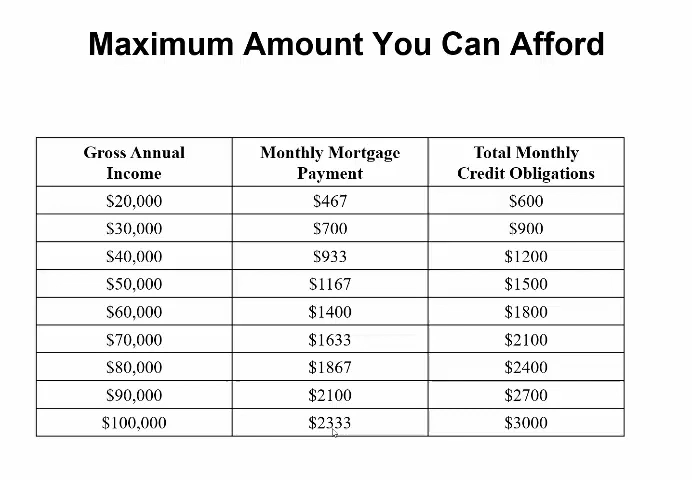 Maximum Amount You Can Afford
Gross Annual Income Monthly Mortgage Payment Total Monthly Credit Obligations
$20,000 $467 $600
$30,000 $700 $900
$40,000 $933 $1200
$50,000 $1167 $1500
$60,000 $1400 $1800
$70,000 $1633 $2100
$80,000 $1867 $2400
$90,000 $2100 $2700
$100,000 $2333 $3000